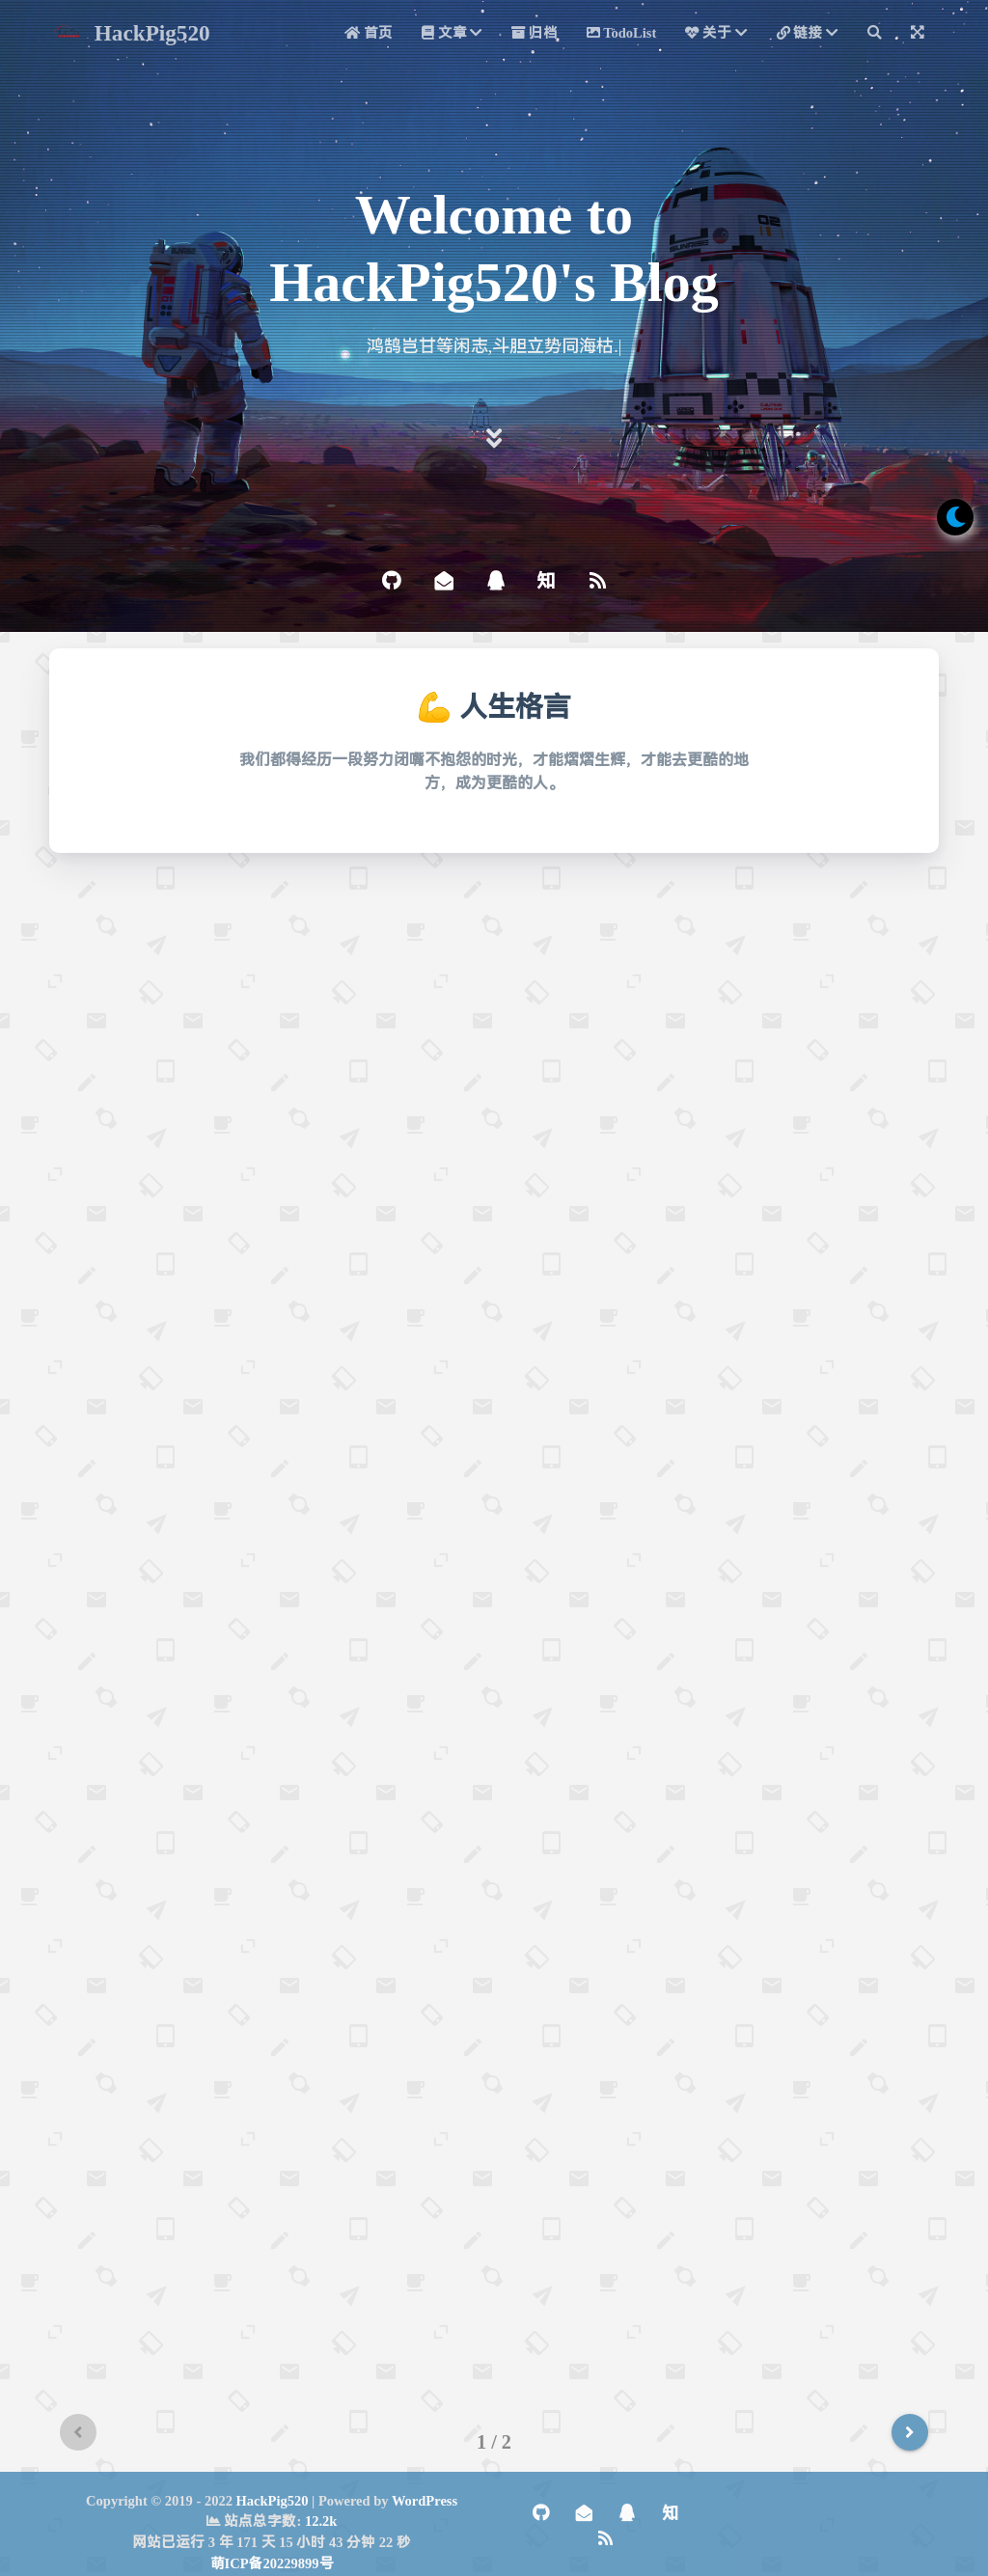 HackPig520
首页 文章 归档 TodoList 关于 链接
Welcome to
HackPig520's Blog
鸿鹄岂甘等闲志,斗胆立势同海枯.|
知
💪 人生格言
我们都得经历一段努力闭嘴不抱怨的时光，才能熠熠生辉，才能去更酷的地
方，成为更酷的人。
1 / 2
Copyright © 2019 - 2022 HackPig520 | Powered by WordPress
站点总字数: 12.2k
网站已运行 3 年 171 天 15 小时 43 分钟 22 秒
萌ICP备20229899号
知